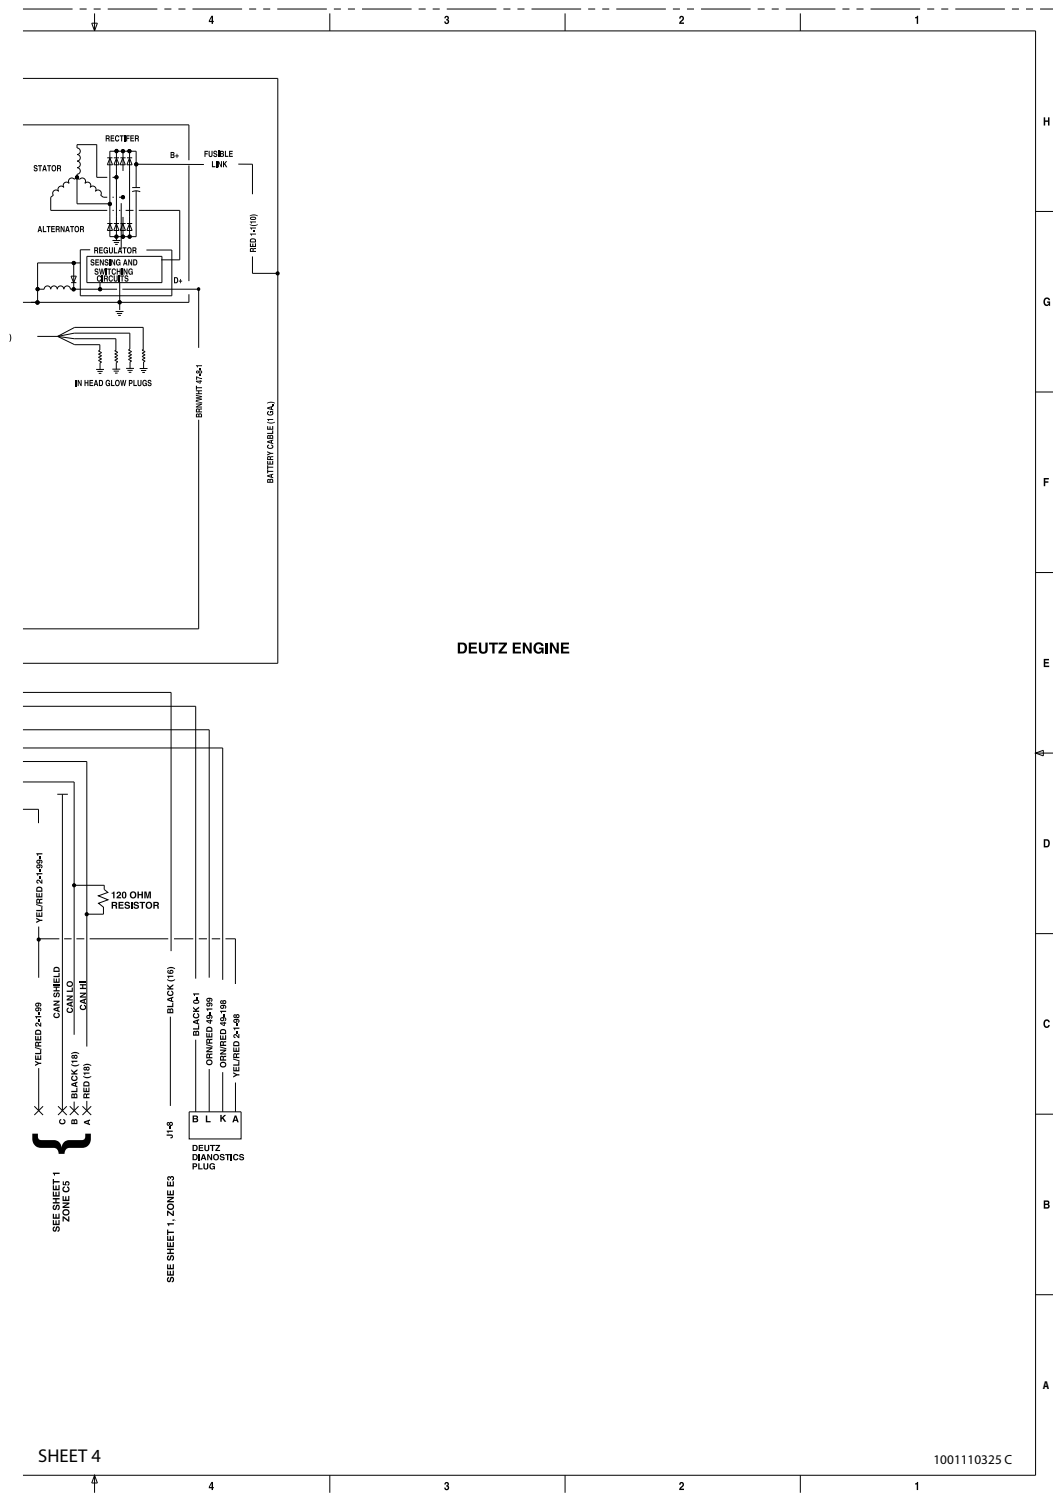 4 3 2 1
H
RECTIFER
B+
FUSIBLE
LINK
STATOR
ALTERNATOR
RED 1-1(10)
REGULATOR
SENSING AND
SWITCHING
CIRCUITS
D+
G
)
IN HEAD GLOW PLUGS
BRN/WHT 47-8-1
BATTERY CABLE (1 GA.)
F
DEUTZ ENGINE
E
D
YEL/RED 2-1-99-1
120 OHM
RESISTOR
YEL/RED 2-1-99
CAN SHIELD
CAN LO
CAN HI
BLACK (18)
RED (18)
BLACK (16)
BLACK 0-1
ORN/RED 49-199
ORN/RED 49-198
YEL/RED 2-1-98
C
C
B
A
J1-8
B L K A
DEUTZ
DIANOSTICS
PLUG
SEE SHEET 1
ZONE C5
SEE SHEET 1, ZONE E3
B
A
SHEET 4
1001110325 C
4 3 2 1